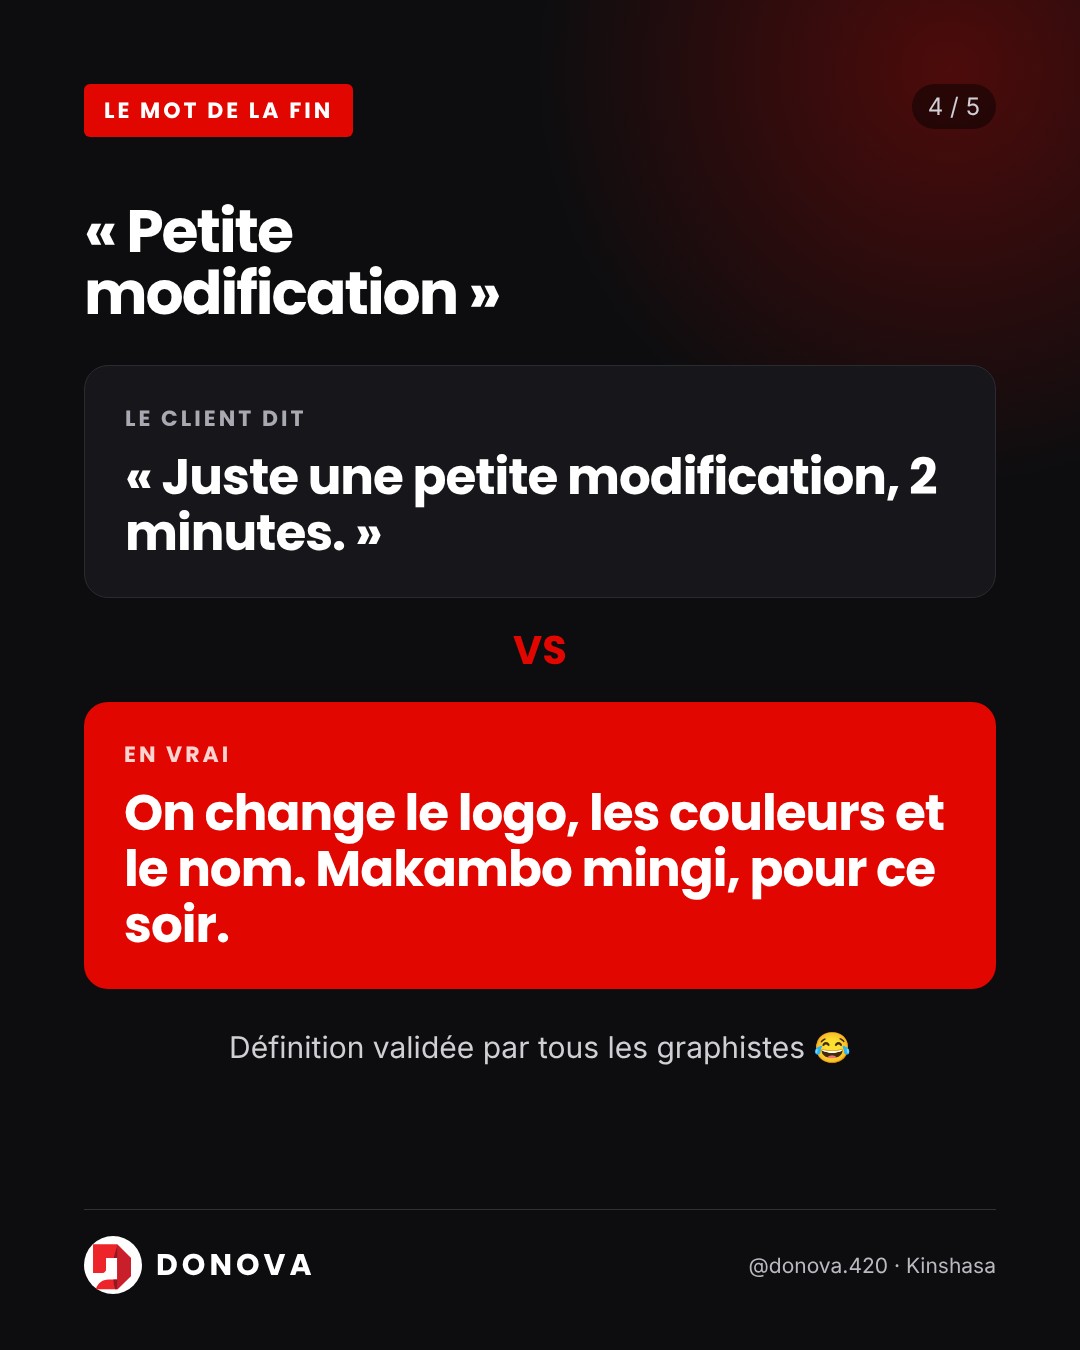 LE MOT DE LA FIN
4 / 5
« Petite
modification »
LE CLIENT DIT
« Juste une petite modification, 2
minutes. »
VS
EN VRAI
On change le logo, les couleurs et
le nom. Makambo mingi, pour ce
soir.
Définition validée par tous les graphistes 😂
DONOVA
@donova.420 · Kinshasa